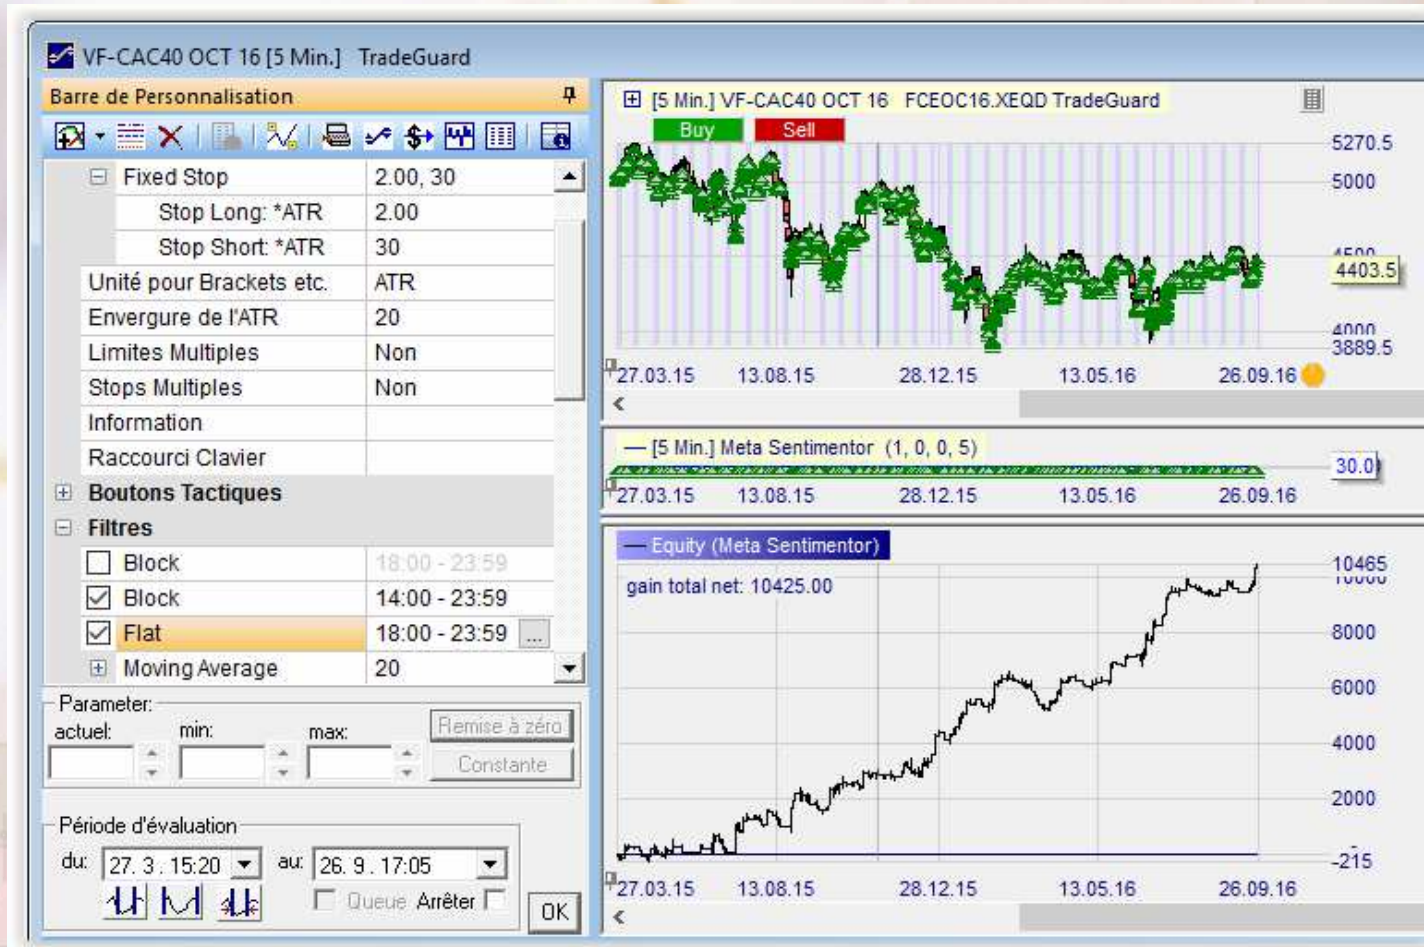 VF-CAC40 OCT 16 [5 Min.] TradeGuard
Barre de Personnalisation
Fixed Stop 2.00, 30
Stop Long: *ATR 2.00
Stop Short: *ATR 30
Unité pour Brackets etc. ATR
Envergure de l'ATR 20
Limites Multiples Non
Stops Multiples Non
Information
Raccourci Clavier
Boutons Tactiques
Filtres
Block 18:00 - 23:59
Block 14:00 - 23:59
Flat 18:00 - 23:59 ...
Moving Average 20
Parameter:
actuel: min: max: Remise à zéro
Constante
Période d'évaluation
du: 27. 3. 15:20 au: 26. 9. 17:05
Queue Arrêter OK
[5 Min.] VF-CAC40 OCT 16 FCEOC16.XEQD TradeGuard
Buy Sell
5270.5
5000
4500
4403.5
4000
3889.5
27.03.15 13.08.15 28.12.15 13.05.16 26.09.16
[5 Min.] Meta Sentimentor (1, 0, 0, 5)
30.0
27.03.15 13.08.15 28.12.15 13.05.16 26.09.16
Equity (Meta Sentimentor)
gain total net: 10425.00
10465
10000
8000
6000
4000
2000
-215
27.03.15 13.08.15 28.12.15 13.05.16 26.09.16